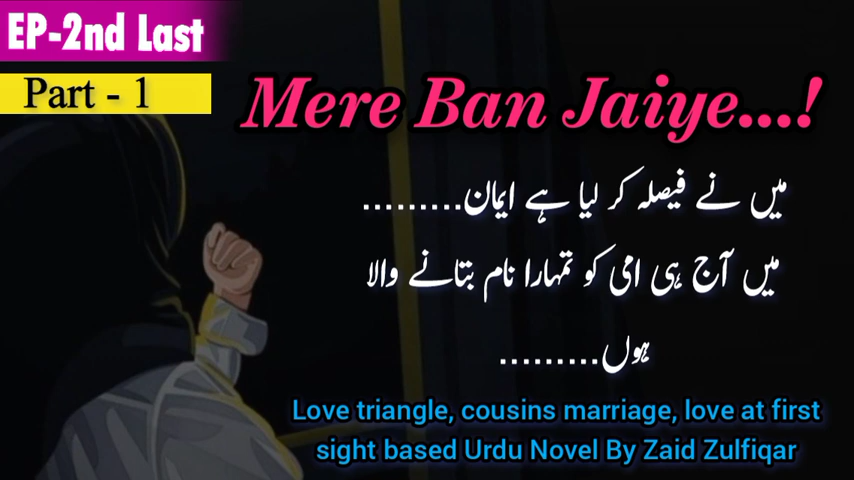 EP-2nd Last
Part - 1
Mere Ban Jaiye...!
میں نے فیصلہ کر لیا ہے ایمان.........
میں آج ہی امی کو تمہارا نام بتانے والا
ہوں.........
Love triangle, cousins marriage, love at first
sight based Urdu Novel By Zaid Zulfiqar